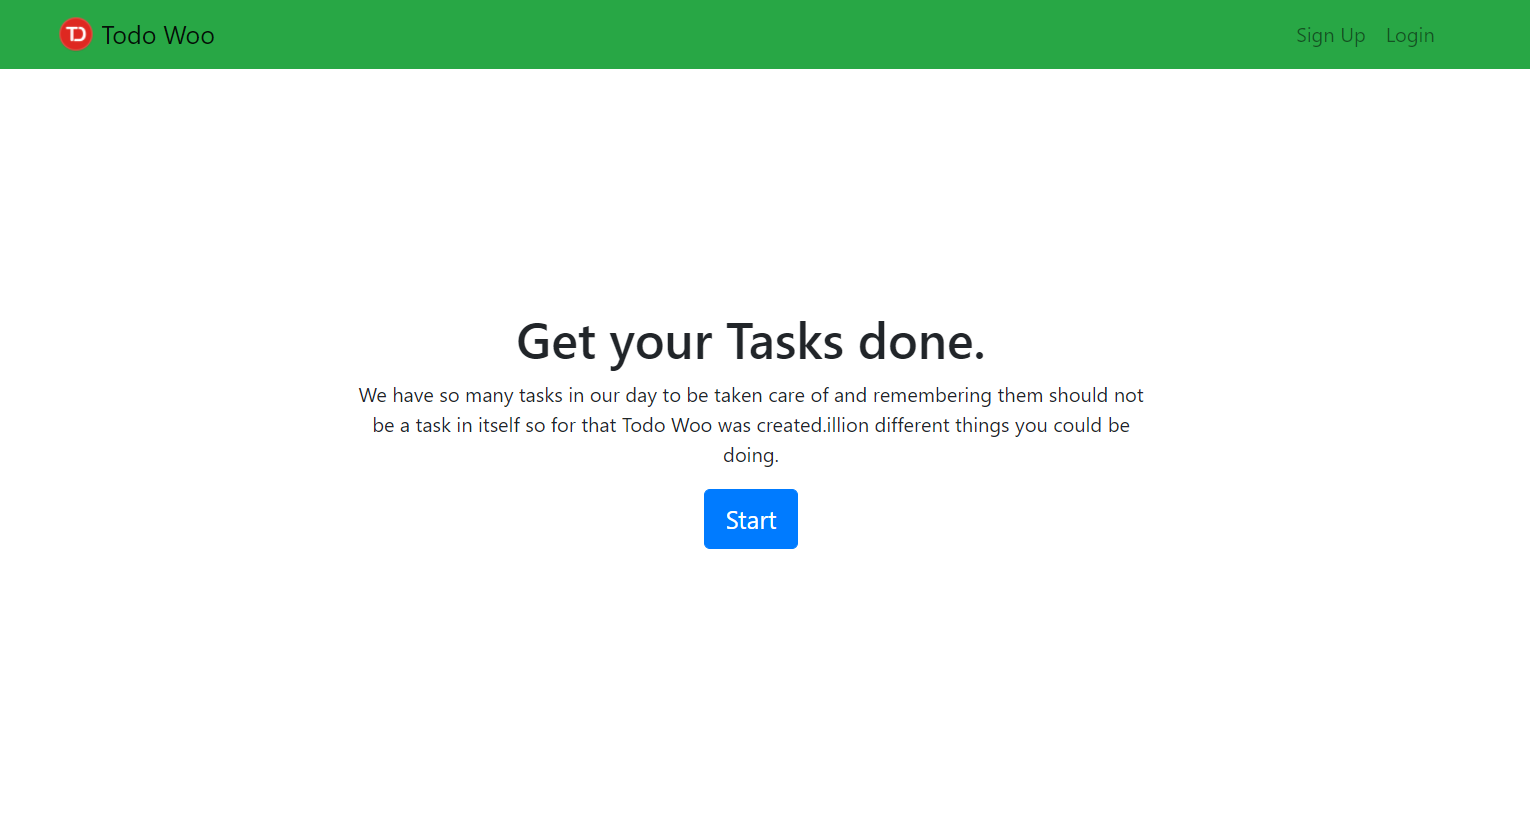 TD Todo Woo
Sign Up Login
Get your Tasks done.
We have so many tasks in our day to be taken care of and remembering them should not
be a task in itself so for that Todo Woo was created.illion different things you could be
doing.
Start